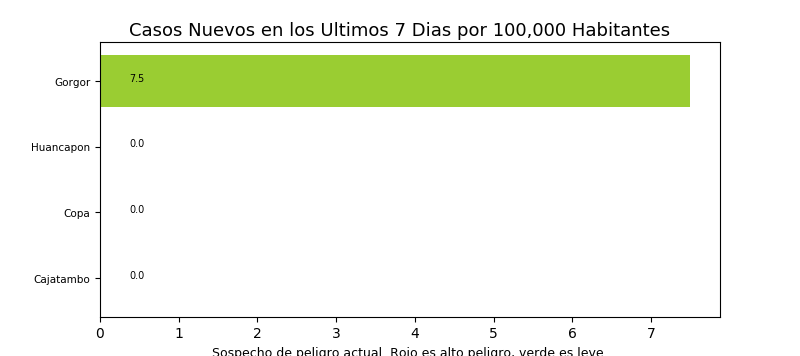 Casos Nuevos en los Ultimos 7 Dias por 100,000 Habitantes
Gorgor 7.5
Huancapon 0.0
Copa 0.0
Cajatambo 0.0
0 1 2 3 4 5 6 7
Sospecho de peligro actual. Rojo es alto peligro, verde es leve